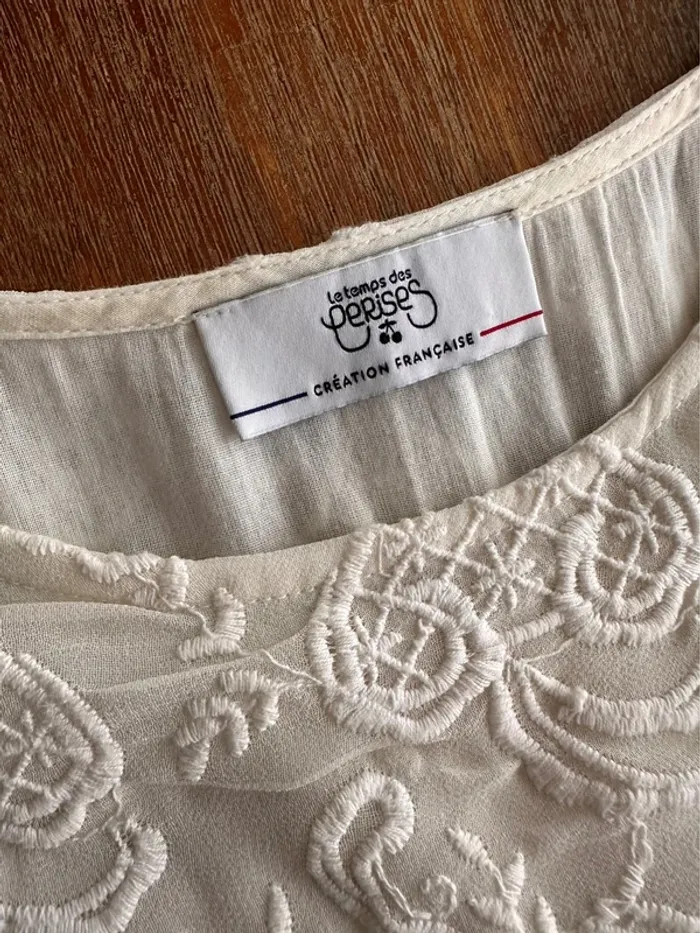 le temps des
cerises
CRÉATION FRANÇAISE